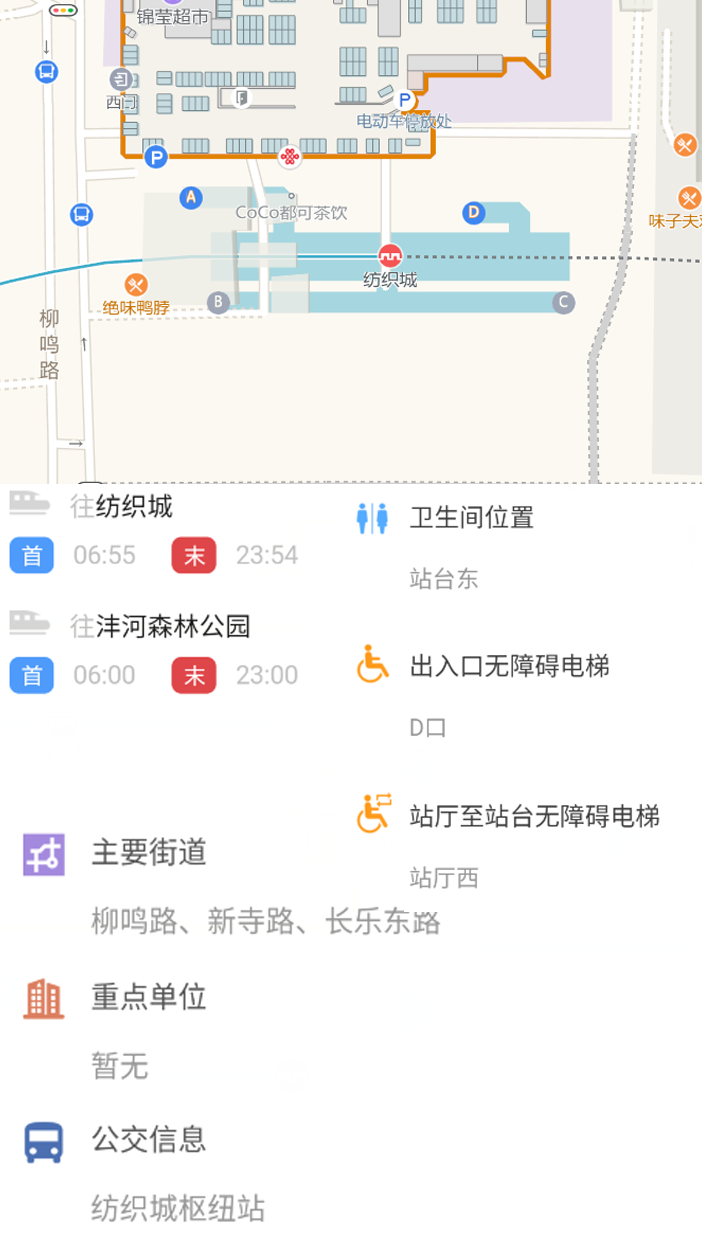 锦莹超市
西门
F
P
电动车停放处
P
A
CoCo都可茶饮
D
味子夫
纺织城
绝味鸭脖
B
C
柳鸣路
往纺织城
首 06:55 末 23:54
往沣河森林公园
首 06:00 末 23:00
卫生间位置
站台东
出入口无障碍电梯
D口
站厅至站台无障碍电梯
站厅西
主要街道
柳鸣路、新寺路、长乐东路
重点单位
暂无
公交信息
纺织城枢纽站